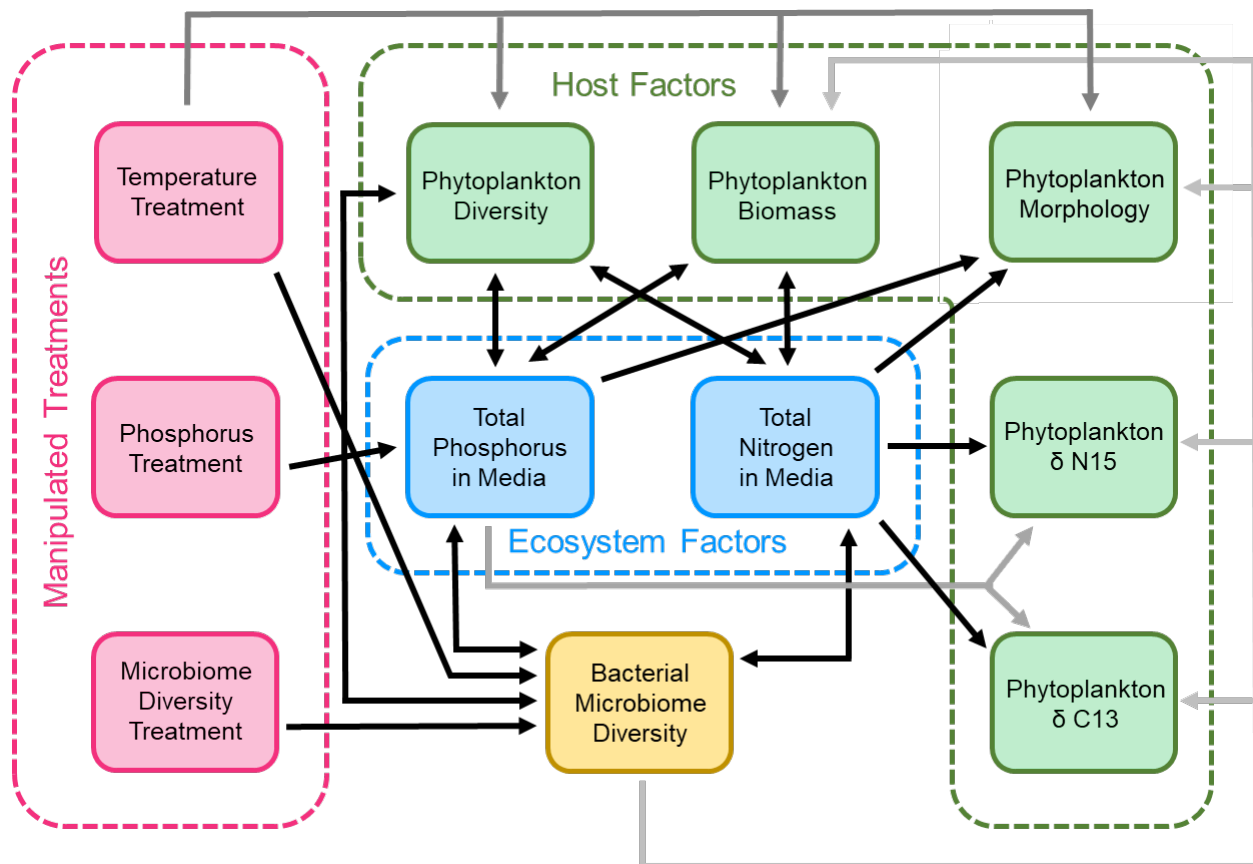 Manipulated Treatments
Temperature
Treatment
Phosphorus
Treatment
Microbiome
Diversity
Treatment
Host Factors
Phytoplankton
Diversity
Phytoplankton
Biomass
Phytoplankton
Morphology
Total
Phosphorus
in Media
Total
Nitrogen
in Media
Ecosystem Factors
Phytoplankton
δ N15
Phytoplankton
δ C13
Bacterial
Microbiome
Diversity